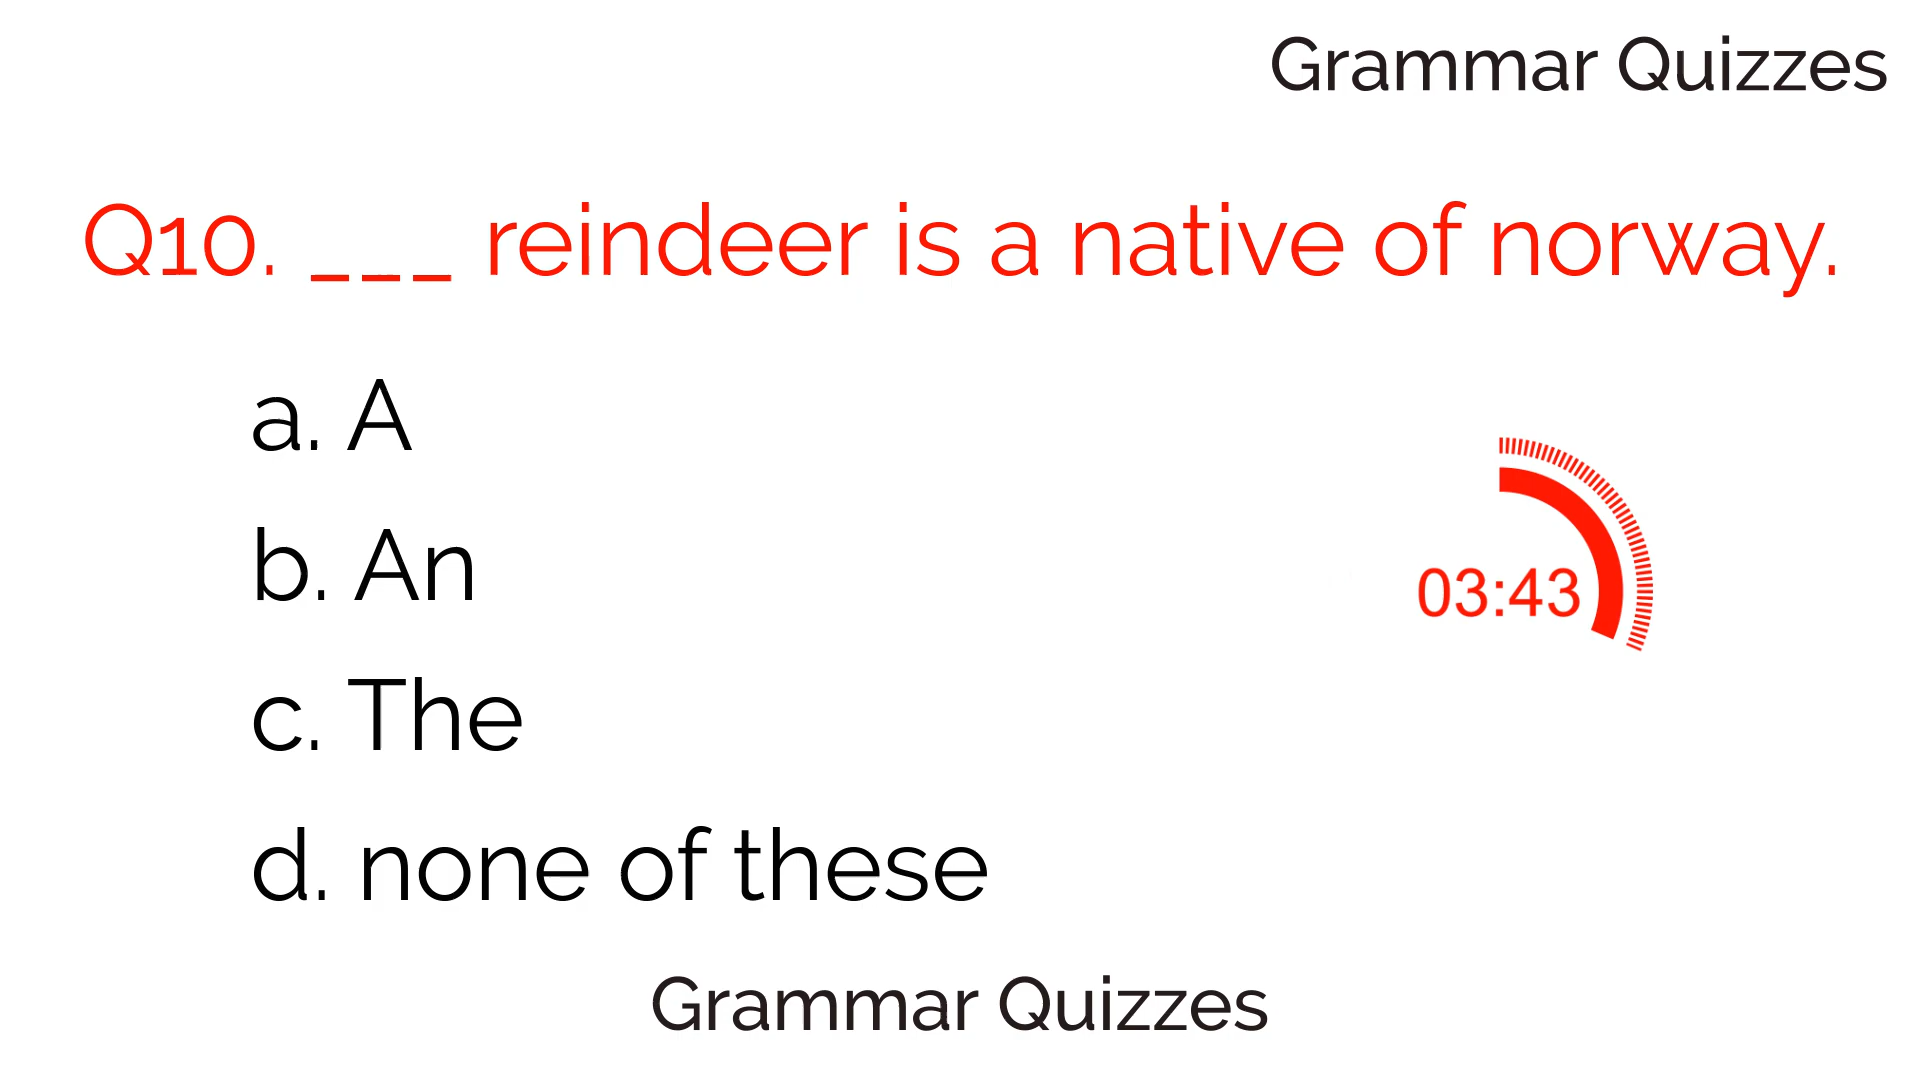 Grammar Quizzes
Q10. ___ reindeer is a native of norway.
a. A
b. An
c. The
03:43
d. none of these
Grammar Quizzes